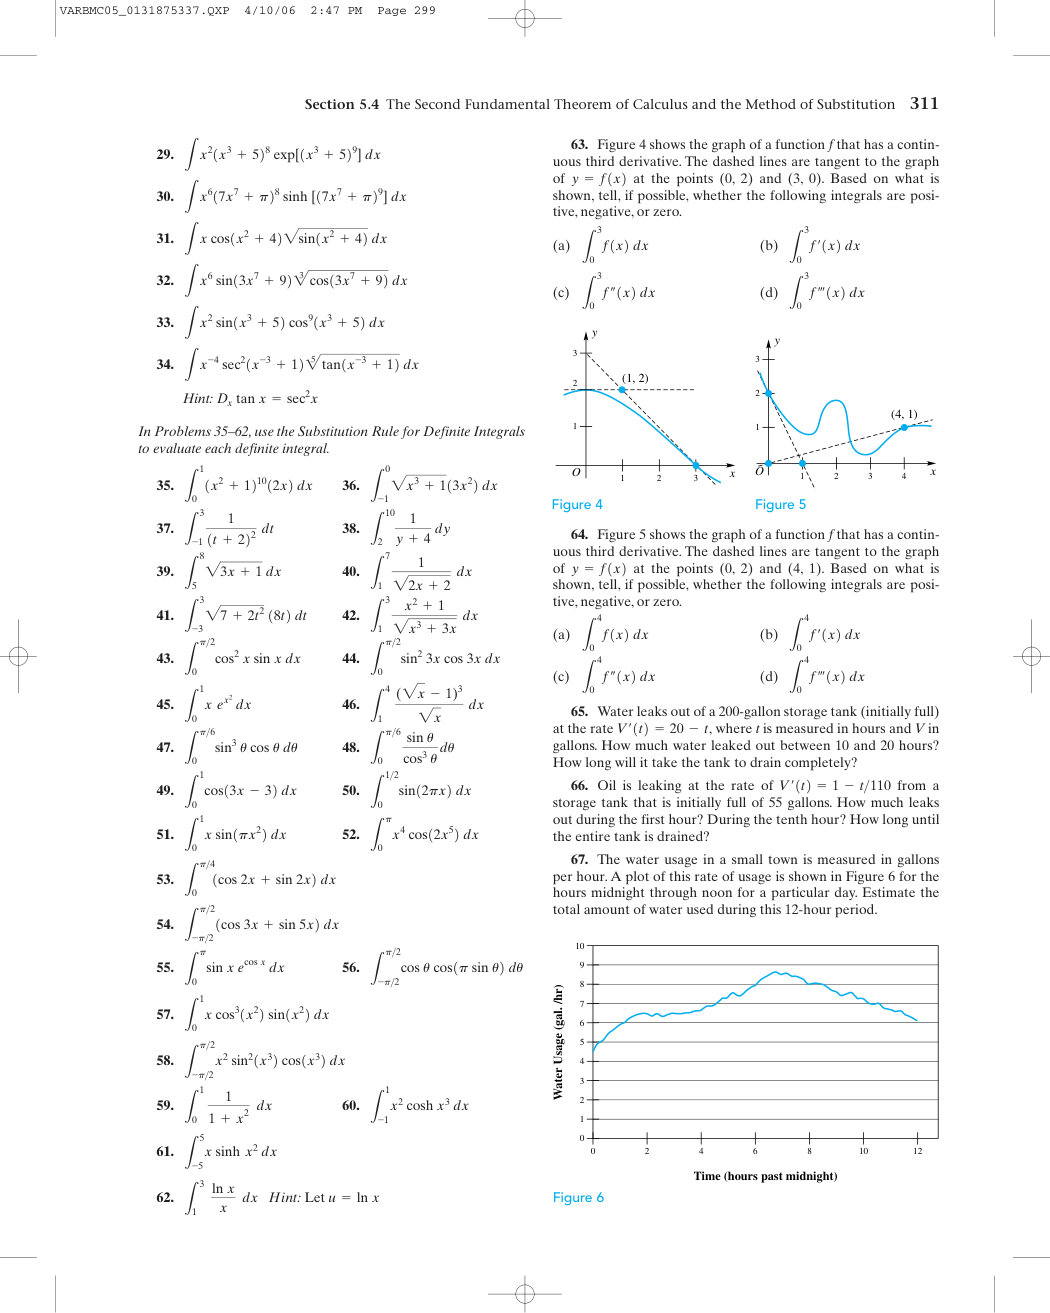 VARBMC05_0131875337.QXP 4/10/06 2:47 PM Page 299
Section 5.4 The Second Fundamental Theorem of Calculus and the Method of Substitution 311
29. ∫ x²(x³ + 5)⁸ exp[(x³ + 5)⁹] dx
30. ∫ x⁶(7x⁷ + π)⁸ sinh [(7x⁷ + π)⁹] dx
31. ∫ x cos(x² + 4)√(sin(x² + 4)) dx
32. ∫ x⁶ sin(3x⁷ + 9)∛(cos(3x⁷ + 9)) dx
33. ∫ x² sin(x³ + 5) cos⁹(x³ + 5) dx
34. ∫ x⁻⁴ sec²(x⁻³ + 1)⁵√(tan(x⁻³ + 1)) dx
Hint: Dₓ tan x = sec²x
In Problems 35–62, use the Substitution Rule for Definite Integrals
to evaluate each definite integral.
35. ∫₀¹ (x² + 1)¹⁰(2x) dx 36. ∫₋₁⁰ √(x³ + 1)(3x²) dx
37. ∫₋₁³ 1/(t + 2)² dt 38. ∫₂¹⁰ 1/(y + 4) dy
39. ∫₅⁸ √(3x + 1) dx 40. ∫₁⁷ 1/√(2x + 2) dx
41. ∫₋₃³ √(7 + 2t²) (8t) dt 42. ∫₁³ (x² + 1)/√(x³ + 3x) dx
43. ∫₀^(π/2) cos² x sin x dx 44. ∫₀^(π/2) sin² 3x cos 3x dx
45. ∫₀¹ x e^(x²) dx 46. ∫₁⁴ (√x − 1)³/√x dx
47. ∫₀^(π/6) sin³ θ cos θ dθ 48. ∫₀^(π/6) sin θ/cos³ θ dθ
49. ∫₀¹ cos(3x − 3) dx 50. ∫₀^(1/2) sin(2πx) dx
51. ∫₀¹ x sin(πx²) dx 52. ∫₀^π x⁴ cos(2x⁵) dx
53. ∫₀^(π/4) (cos 2x + sin 2x) dx
54. ∫_(−π/2)^(π/2) (cos 3x + sin 5x) dx
55. ∫₀^π sin x e^(cos x) dx 56. ∫_(−π/2)^(π/2) cos θ cos(π sin θ) dθ
57. ∫₀¹ x cos³(x²) sin(x²) dx
58. ∫_(−π/2)^(π/2) x² sin²(x³) cos(x³) dx
59. ∫₀¹ 1/(1 + x²) dx 60. ∫₋₁¹ x² cosh x³ dx
61. ∫₋₅⁵ x sinh x² dx
62. ∫₁³ ln x/x dx Hint: Let u = ln x
63. Figure 4 shows the graph of a function f that has a contin-
uous third derivative. The dashed lines are tangent to the graph
of y = f(x) at the points (0, 2) and (3, 0). Based on what is
shown, tell, if possible, whether the following integrals are posi-
tive, negative, or zero.
(a) ∫₀³ f(x) dx (b) ∫₀³ f′(x) dx
(c) ∫₀³ f″(x) dx (d) ∫₀³ f‴(x) dx
y
3
2
1
(1, 2)
O 1 2 3 x
Figure 4
y
3
2
1
(4, 1)
O 1 2 3 4 x
Figure 5
64. Figure 5 shows the graph of a function f that has a contin-
uous third derivative. The dashed lines are tangent to the graph
of y = f(x) at the points (0, 2) and (4, 1). Based on what is
shown, tell, if possible, whether the following integrals are posi-
tive, negative, or zero.
(a) ∫₀⁴ f(x) dx (b) ∫₀⁴ f′(x) dx
(c) ∫₀⁴ f″(x) dx (d) ∫₀⁴ f‴(x) dx
65. Water leaks out of a 200-gallon storage tank (initially full)
at the rate V′(t) = 20 − t, where t is measured in hours and V in
gallons. How much water leaked out between 10 and 20 hours?
How long will it take the tank to drain completely?
66. Oil is leaking at the rate of V′(t) = 1 − t/110 from a
storage tank that is initially full of 55 gallons. How much leaks
out during the first hour? During the tenth hour? How long until
the entire tank is drained?
67. The water usage in a small town is measured in gallons
per hour. A plot of this rate of usage is shown in Figure 6 for the
hours midnight through noon for a particular day. Estimate the
total amount of water used during this 12-hour period.
Water Usage (gal. /hr)
10
9
8
7
6
5
4
3
2
1
0
0 2 4 6 8 10 12
Time (hours past midnight)
Figure 6